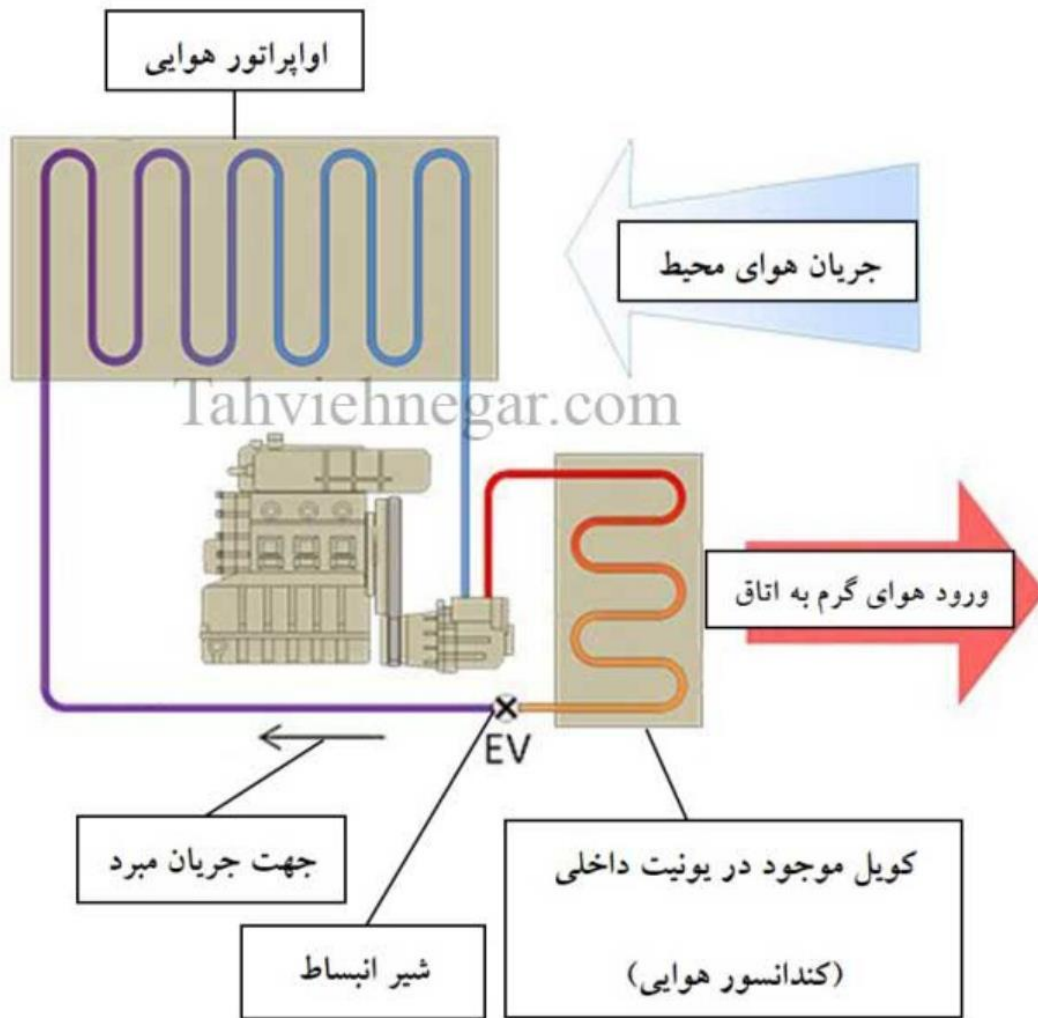 اواپراتور هوایی
جریان هوای محیط
Tahviehnegar.com
ورود هوای گرم به اتاق
EV
جهت جریان مبرد
شیر انبساط
کویل موجود در یونیت داخلی
(کندانسور هوایی)